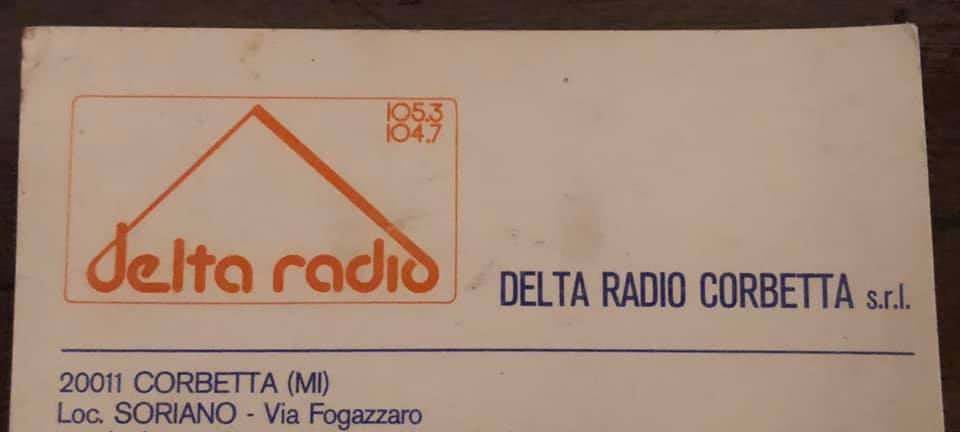 105.3
104.7
delta radio
DELTA RADIO CORBETTA s.r.l.
20011 CORBETTA (MI)
Loc. SORIANO - Via Fogazzaro